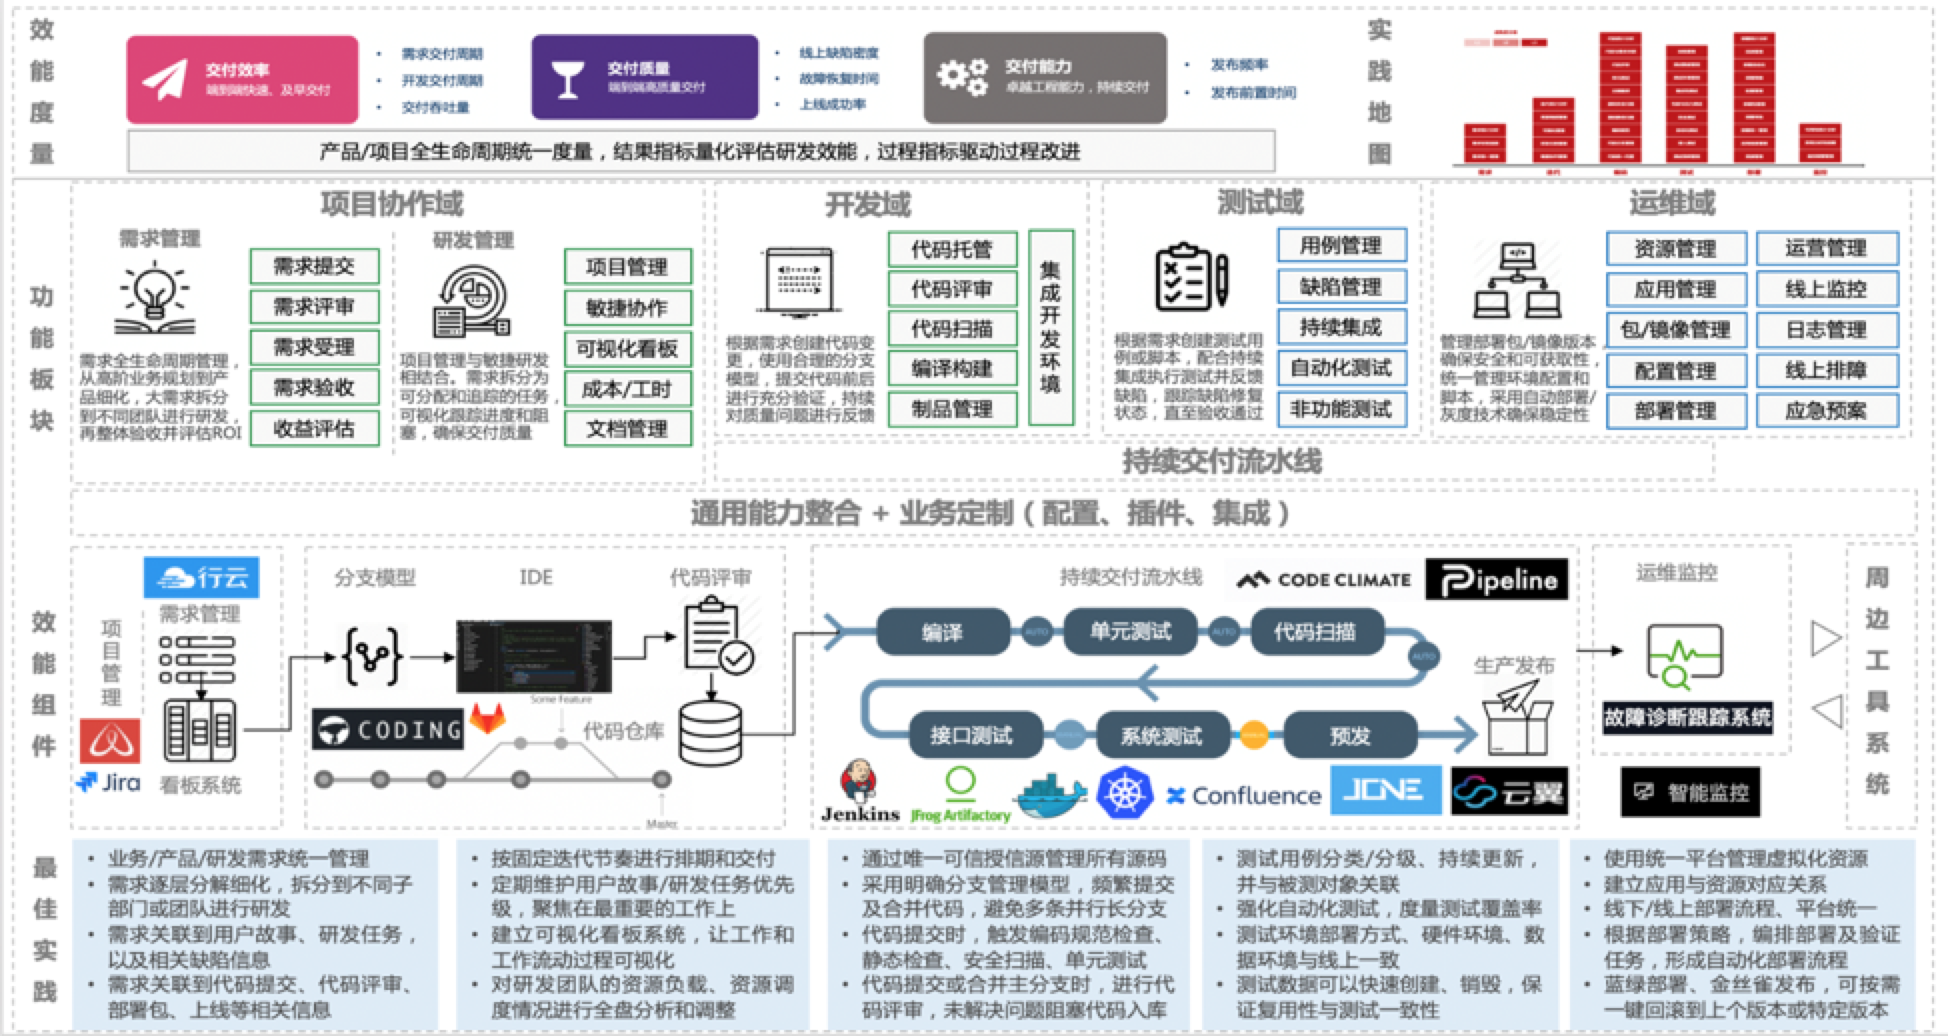 效能度量
交付效率
端到端快速、及早交付
• 需求交付周期
• 开发交付周期
• 交付吞吐量
交付质量
端到端高质量交付
• 线上缺陷密度
• 故障恢复时间
• 上线成功率
交付能力
卓越工程能力，持续交付
• 发布频率
• 发布前置时间
产品/项目全生命周期统一度量，结果指标量化评估研发效能，过程指标驱动过程改进
实践地图
功能板块
项目协作域
需求管理
需求全生命周期管理，
从高阶业务规划到产
品细化，大需求拆分
到不同团队进行研发，
再整体验收并评估ROI
需求提交
需求评审
需求受理
需求验收
收益评估
研发管理
项目管理与敏捷研发
相结合。需求拆分为
可分配和追踪的任务，
可视化跟踪进度和阻
塞，确保交付质量
项目管理
敏捷协作
可视化看板
成本/工时
文档管理
开发域
根据需求创建代码变
更，使用合理的分支
模型，提交代码前后
进行充分验证，持续
对质量问题进行反馈
代码托管
代码评审
代码扫描
编译构建
制品管理
集成开发环境
测试域
根据需求创建测试用
例或脚本，配合持续
集成执行测试并反馈
缺陷，跟踪缺陷修复
状态，直至验收通过
用例管理
缺陷管理
持续集成
自动化测试
非功能测试
运维域
管理部署包/镜像版本，
确保安全和可获取性，
统一管理环境配置和
脚本，采用自动部署/
灰度技术确保稳定性
资源管理
应用管理
包/镜像管理
配置管理
部署管理
运营管理
线上监控
日志管理
线上排障
应急预案
持续交付流水线
通用能力整合 + 业务定制（配置、插件、集成）
效能组件
项目管理
行云
需求管理
Jira
看板系统
分支模型
IDE
代码评审
CODING
Some Feature
代码仓库
Master
持续交付流水线
CODE CLIMATE
Pipeline
编译
AUTO
单元测试
AUTO
代码扫描
AUTO
接口测试
系统测试
预发
生产发布
Jenkins
JFrog Artifactory
Confluence
JONE
云翼
运维监控
故障诊断跟踪系统
智能监控
周边工具系统
最佳实践
• 业务/产品/研发需求统一管理
• 需求逐层分解细化，拆分到不同子
部门或团队进行研发
• 需求关联到用户故事、研发任务，
以及相关缺陷信息
• 需求关联到代码提交、代码评审、
部署包、上线等相关信息
• 按固定迭代节奏进行排期和交付
• 定期维护用户故事/研发任务优先
级，聚焦在最重要的工作上
• 建立可视化看板系统，让工作和
工作流动过程可视化
• 对研发团队的资源负载、资源调
度情况进行全盘分析和调整
• 通过唯一可信授信源管理所有源码
• 采用明确分支管理模型，频繁提交
及合并代码，避免多条并行长分支
• 代码提交时，触发编码规范检查、
静态检查、安全扫描、单元测试
• 代码提交或合并主分支时，进行代
码评审，未解决问题阻塞代码入库
• 测试用例分类/分级、持续更新，
并与被测对象关联
• 强化自动化测试，度量测试覆盖率
• 测试环境部署方式、硬件环境、数
据环境与线上一致
• 测试数据可以快速创建、销毁，保
证复用性与测试一致性
• 使用统一平台管理虚拟化资源
• 建立应用与资源对应关系
• 线下/线上部署流程、平台统一
• 根据部署策略，编排部署及验证
任务，形成自动化部署流程
• 蓝绿部署、金丝雀发布，可按需
一键回滚到上个版本或特定版本